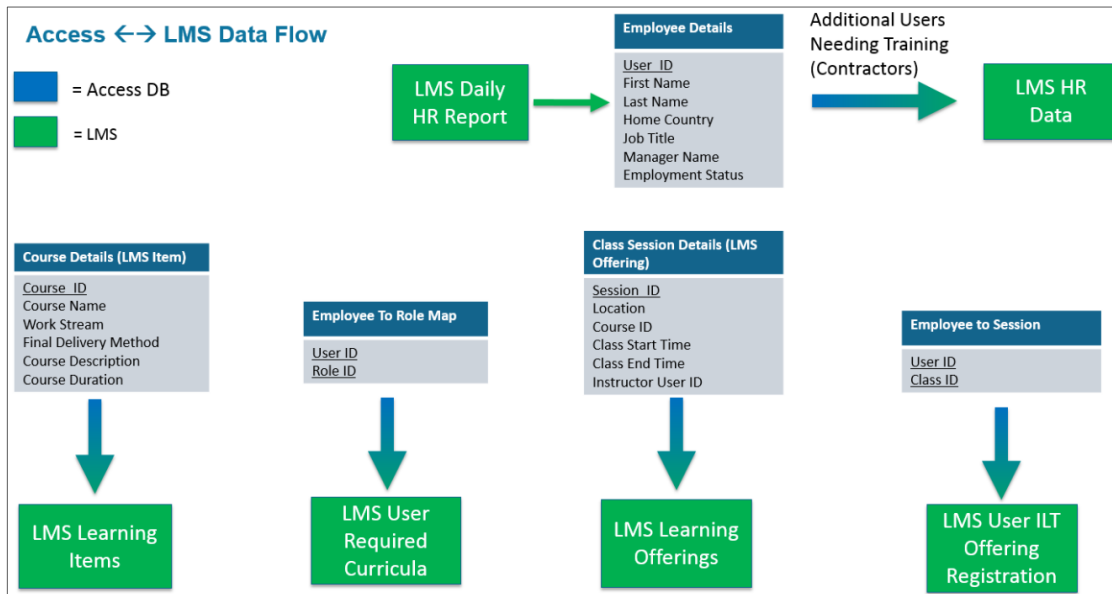 Access ←→ LMS Data Flow
= Access DB
= LMS
LMS Daily
HR Report
Employee Details
User_ID
First Name
Last Name
Home Country
Job Title
Manager Name
Employment Status
Additional Users
Needing Training
(Contractors)
LMS HR
Data
Course Details (LMS Item)
Course_ID
Course Name
Work Stream
Final Delivery Method
Course Description
Course Duration
LMS Learning
Items
Employee To Role Map
User ID
Role ID
LMS User
Required
Curricula
Class Session Details (LMS
Offering)
Session_ID
Location
Course ID
Class Start Time
Class End Time
Instructor User ID
LMS Learning
Offerings
Employee to Session
User ID
Class ID
LMS User ILT
Offering
Registration